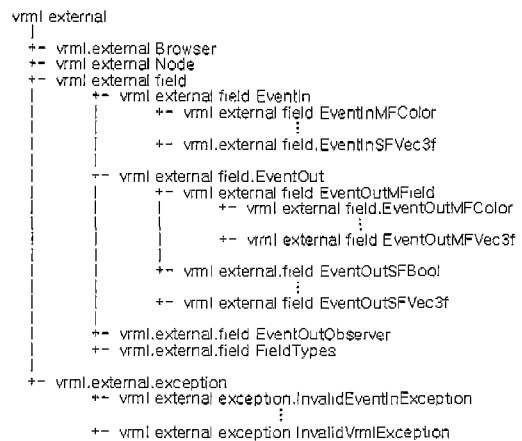 vrml external
|
+- vrml.external Browser
+- vrml external Node
+- vrml external field
| +- vrml external field EventIn
| | +- vrml external field EventInMFColor
| | ⋮
| | +- vrml.external field.EventInSFVec3f
| |
| +- vrml external field.EventOut
| | +- vrml external field EventOutMField
| | | +- vrml external field.EventOutMFColor
| | | ⋮
| | | +- vrml external field EventOutMFVec3f
| | |
| | +- vrml external.field EventOutSFBool
| | ⋮
| | +- vrml external field EventOutSFVec3f
| |
| +- vrml.external.field EventOutObserver
| +- vrml.external.field FieldTypes
|
+- vrml.external.exception
+- vrml external exception.InvalidEventInException
⋮
+- vrml external exception InvalidVrmlException